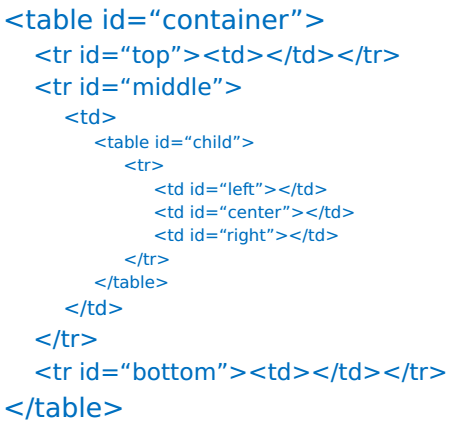 <table id=“container”>
<tr id=“top”><td></td></tr>
<tr id=“middle”>
<td>
<table id=“child”>
<tr>
<td id=“left”></td>
<td id=“center”></td>
<td id=“right”></td>
</tr>
</table>
</td>
</tr>
<tr id=“bottom”><td></td></tr>
</table>